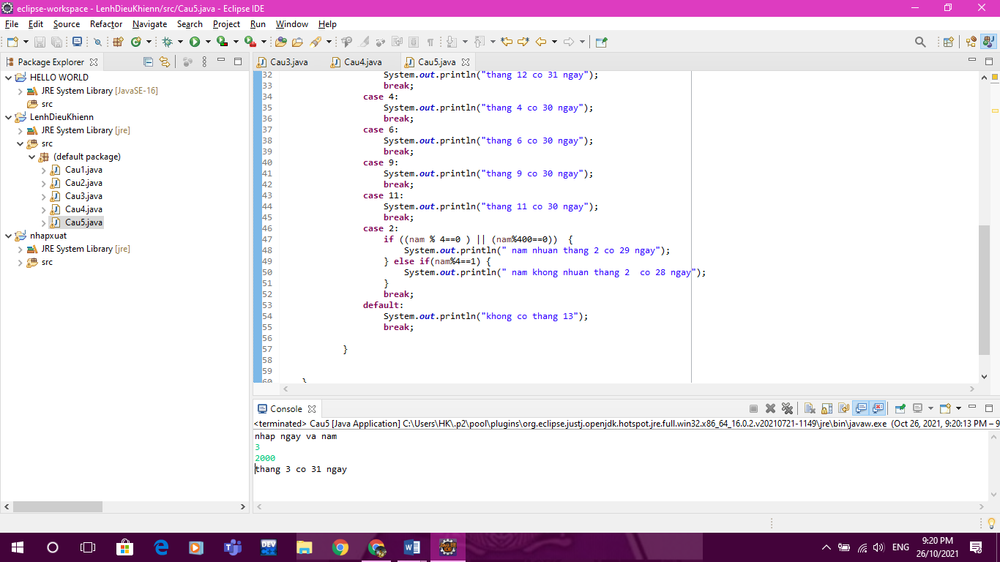 eclipse-workspace - LenhDieuKhienn/src/Cau5.java - Eclipse IDE
File Edit Source Refactor Navigate Search Project Run Window Help
Package Explorer
HELLO WORLD
JRE System Library [JavaSE-16]
src
LenhDieuKhienn
JRE System Library [jre]
src
(default package)
Cau1.java
Cau2.java
Cau3.java
Cau4.java
Cau5.java
nhapxuat
JRE System Library [jre]
src
Cau3.java Cau4.java Cau5.java
32 System.out.println("thang 12 co 31 ngay");
33 break;
34 case 4:
35 System.out.println("thang 4 co 30 ngay");
36 break;
37 case 6:
38 System.out.println("thang 6 co 30 ngay");
39 break;
40 case 9:
41 System.out.println("thang 9 co 30 ngay");
42 break;
43 case 11:
44 System.out.println("thang 11 co 30 ngay");
45 break;
46 case 2:
47 if ((nam % 4==0 ) || (nam%400==0))  {
48 System.out.println(" nam nhuan thang 2 co 29 ngay");
49 } else if(nam%4==1) {
50 System.out.println(" nam khong nhuan thang 2  co 28 ngay");
51 }
52 break;
53 default:
54 System.out.println("khong co thang 13");
55 break;
56
57 }
58
59
60 }
Console
<terminated> Cau5 [Java Application] C:\Users\HK\.p2\pool\plugins\org.eclipse.justj.openjdk.hotspot.jre.full.win32.x86_64_16.0.2.v20210721-1149\jre\bin\javaw.exe (Oct 26, 2021, 9:20:13 PM – 9
nhap ngay va nam
3
2000
thang 3 co 31 ngay
DEV
ENG
9:20 PM
26/10/2021